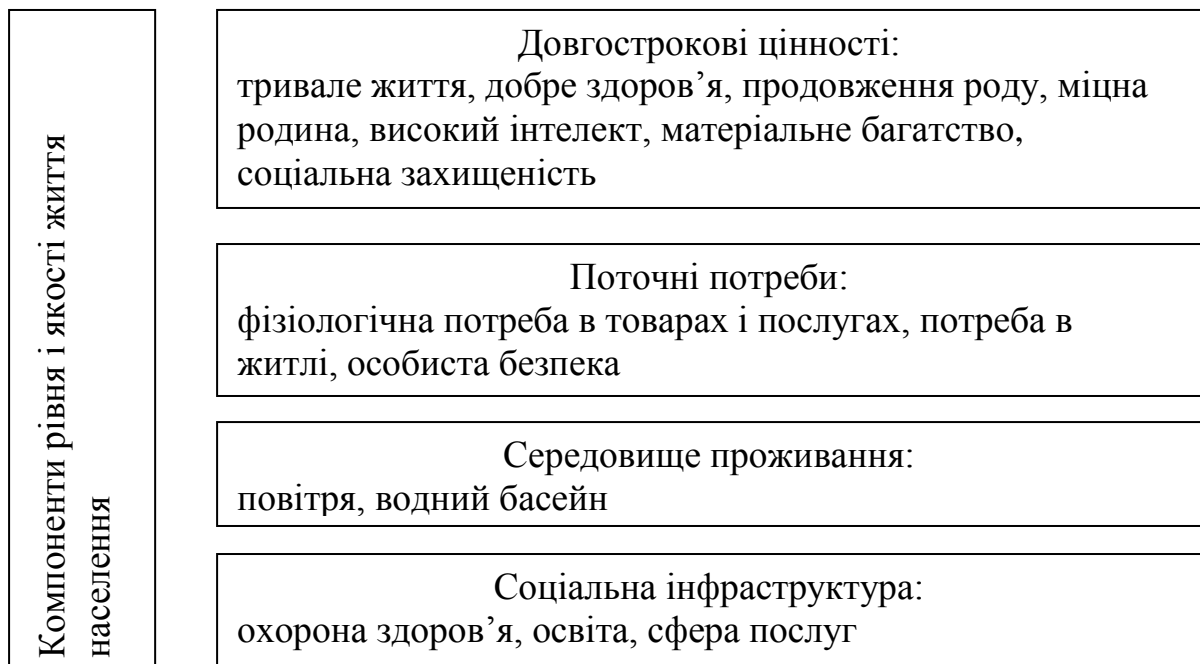 Компоненти рівня і якості життя
населення
Довгострокові цінності:
тривале життя, добре здоров’я, продовження роду, міцна
родина, високий інтелект, матеріальне багатство,
соціальна захищеність
Поточні потреби:
фізіологічна потреба в товарах і послугах, потреба в
житлі, особиста безпека
Середовище проживання:
повітря, водний басейн
Соціальна інфраструктура:
охорона здоров’я, освіта, сфера послуг